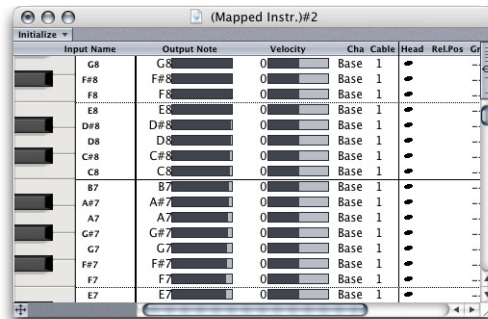 (Mapped Instr.)#2
Initialize
Input Name Output Note Velocity Cha Cable Head Rel.Pos Gr
G8 G8 0 Base 1 --
F#8 F#8 0 Base 1 --
F8 F8 0 Base 1 --
E8 E8 0 Base 1 --
D#8 D#8 0 Base 1 --
D8 D8 0 Base 1 --
C#8 C#8 0 Base 1 --
C8 C8 0 Base 1 --
B7 B7 0 Base 1 --
A#7 A#7 0 Base 1 --
A7 A7 0 Base 1 --
G#7 G#7 0 Base 1 --
G7 G7 0 Base 1 --
F#7 F#7 0 Base 1 --
F7 F7 0 Base 1 --
E7 E7 0 Base 1 --